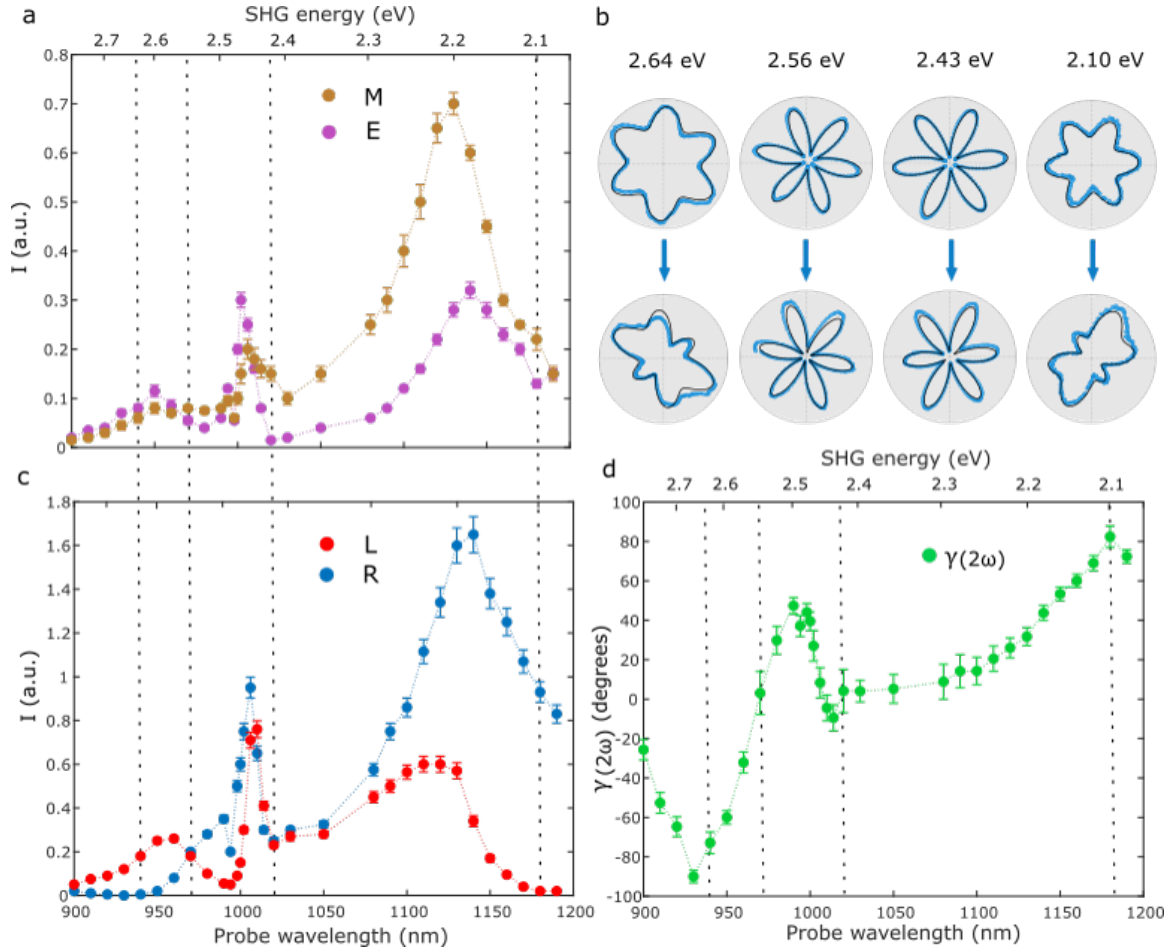 a
SHG energy (eV)
2.7 2.6 2.5 2.4 2.3 2.2 2.1
M
E
0.7
0.6
0.5
0.4
0.3
0.2
0.1
0
I (a.u.)
b
2.64 eV 2.56 eV 2.43 eV 2.10 eV
c
L
R
1.8
1.6
1.4
1.2
1
0.8
0.6
0.4
0.2
0
I (a.u.)
900 950 1000 1050 1100 1150 1200
Probe wavelength (nm)
d
SHG energy (eV)
2.7 2.6 2.5 2.4 2.3 2.2 2.1
γ(2ω)
100
80
60
40
20
0
-20
-40
-60
-80
-100
γ(2ω) (degrees)
900 950 1000 1050 1100 1150 1200
Probe wavelength (nm)